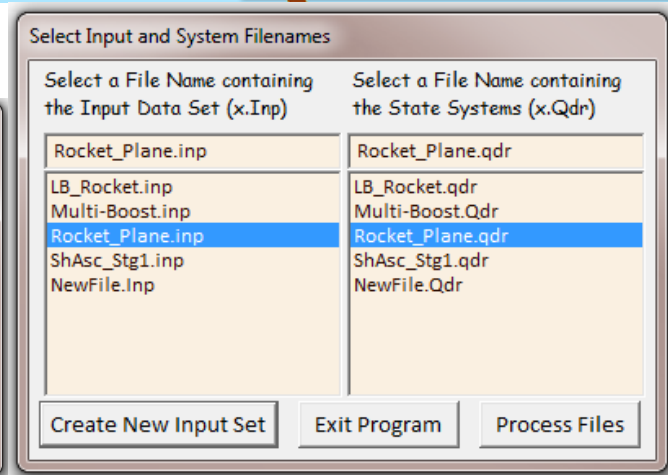 Select Input and System Filenames
Select a File Name containing
the Input Data Set (x.Inp)
Rocket_Plane.inp
LB_Rocket.inp
Multi-Boost.inp
Rocket_Plane.inp
ShAsc_Stg1.inp
NewFile.Inp
Select a File Name containing
the State Systems (x.Qdr)
Rocket_Plane.qdr
LB_Rocket.qdr
Multi-Boost.Qdr
Rocket_Plane.qdr
ShAsc_Stg1.qdr
NewFile.Qdr
Create New Input Set
Exit Program
Process Files